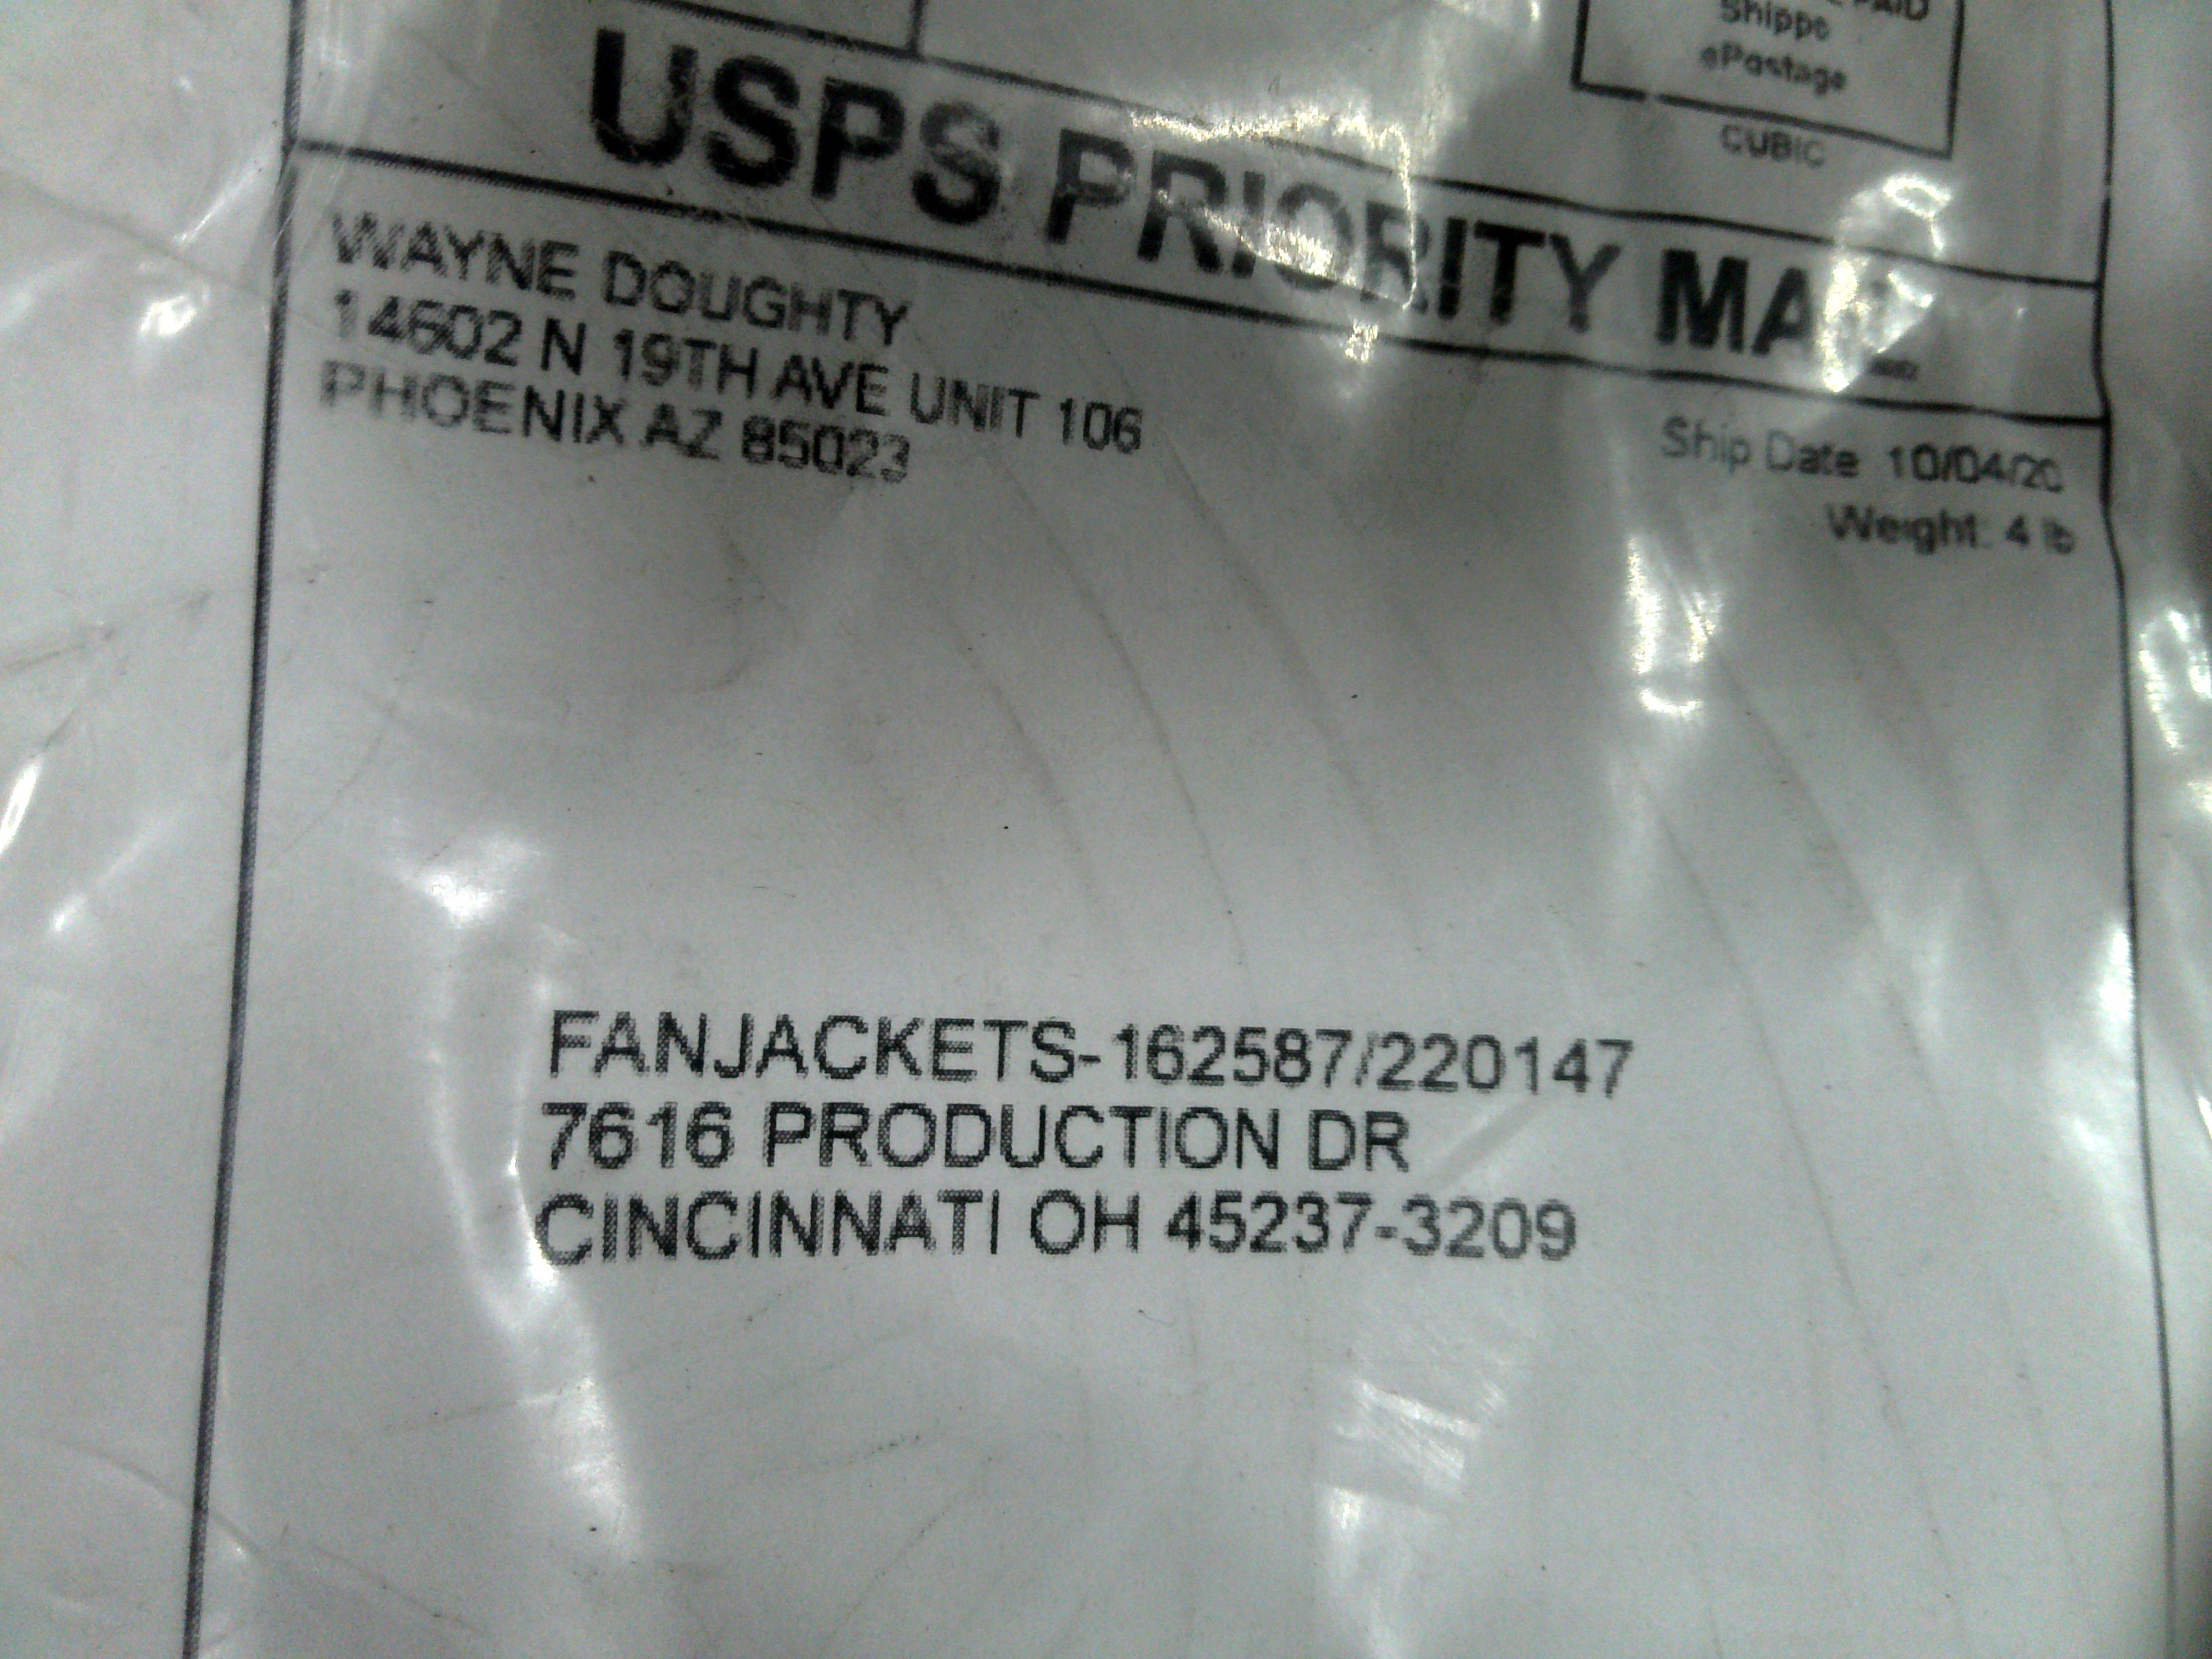 PAID
Shippo
ePostage
CUBIC
USPS PRIORITY MAIL
WAYNE DOUGHTY
14602 N 19TH AVE UNIT 106
PHOENIX AZ 85023
Ship Date 10/04/20
Weight: 4 lb
FANJACKETS-162587/220147
7616 PRODUCTION DR
CINCINNATI OH 45237-3209